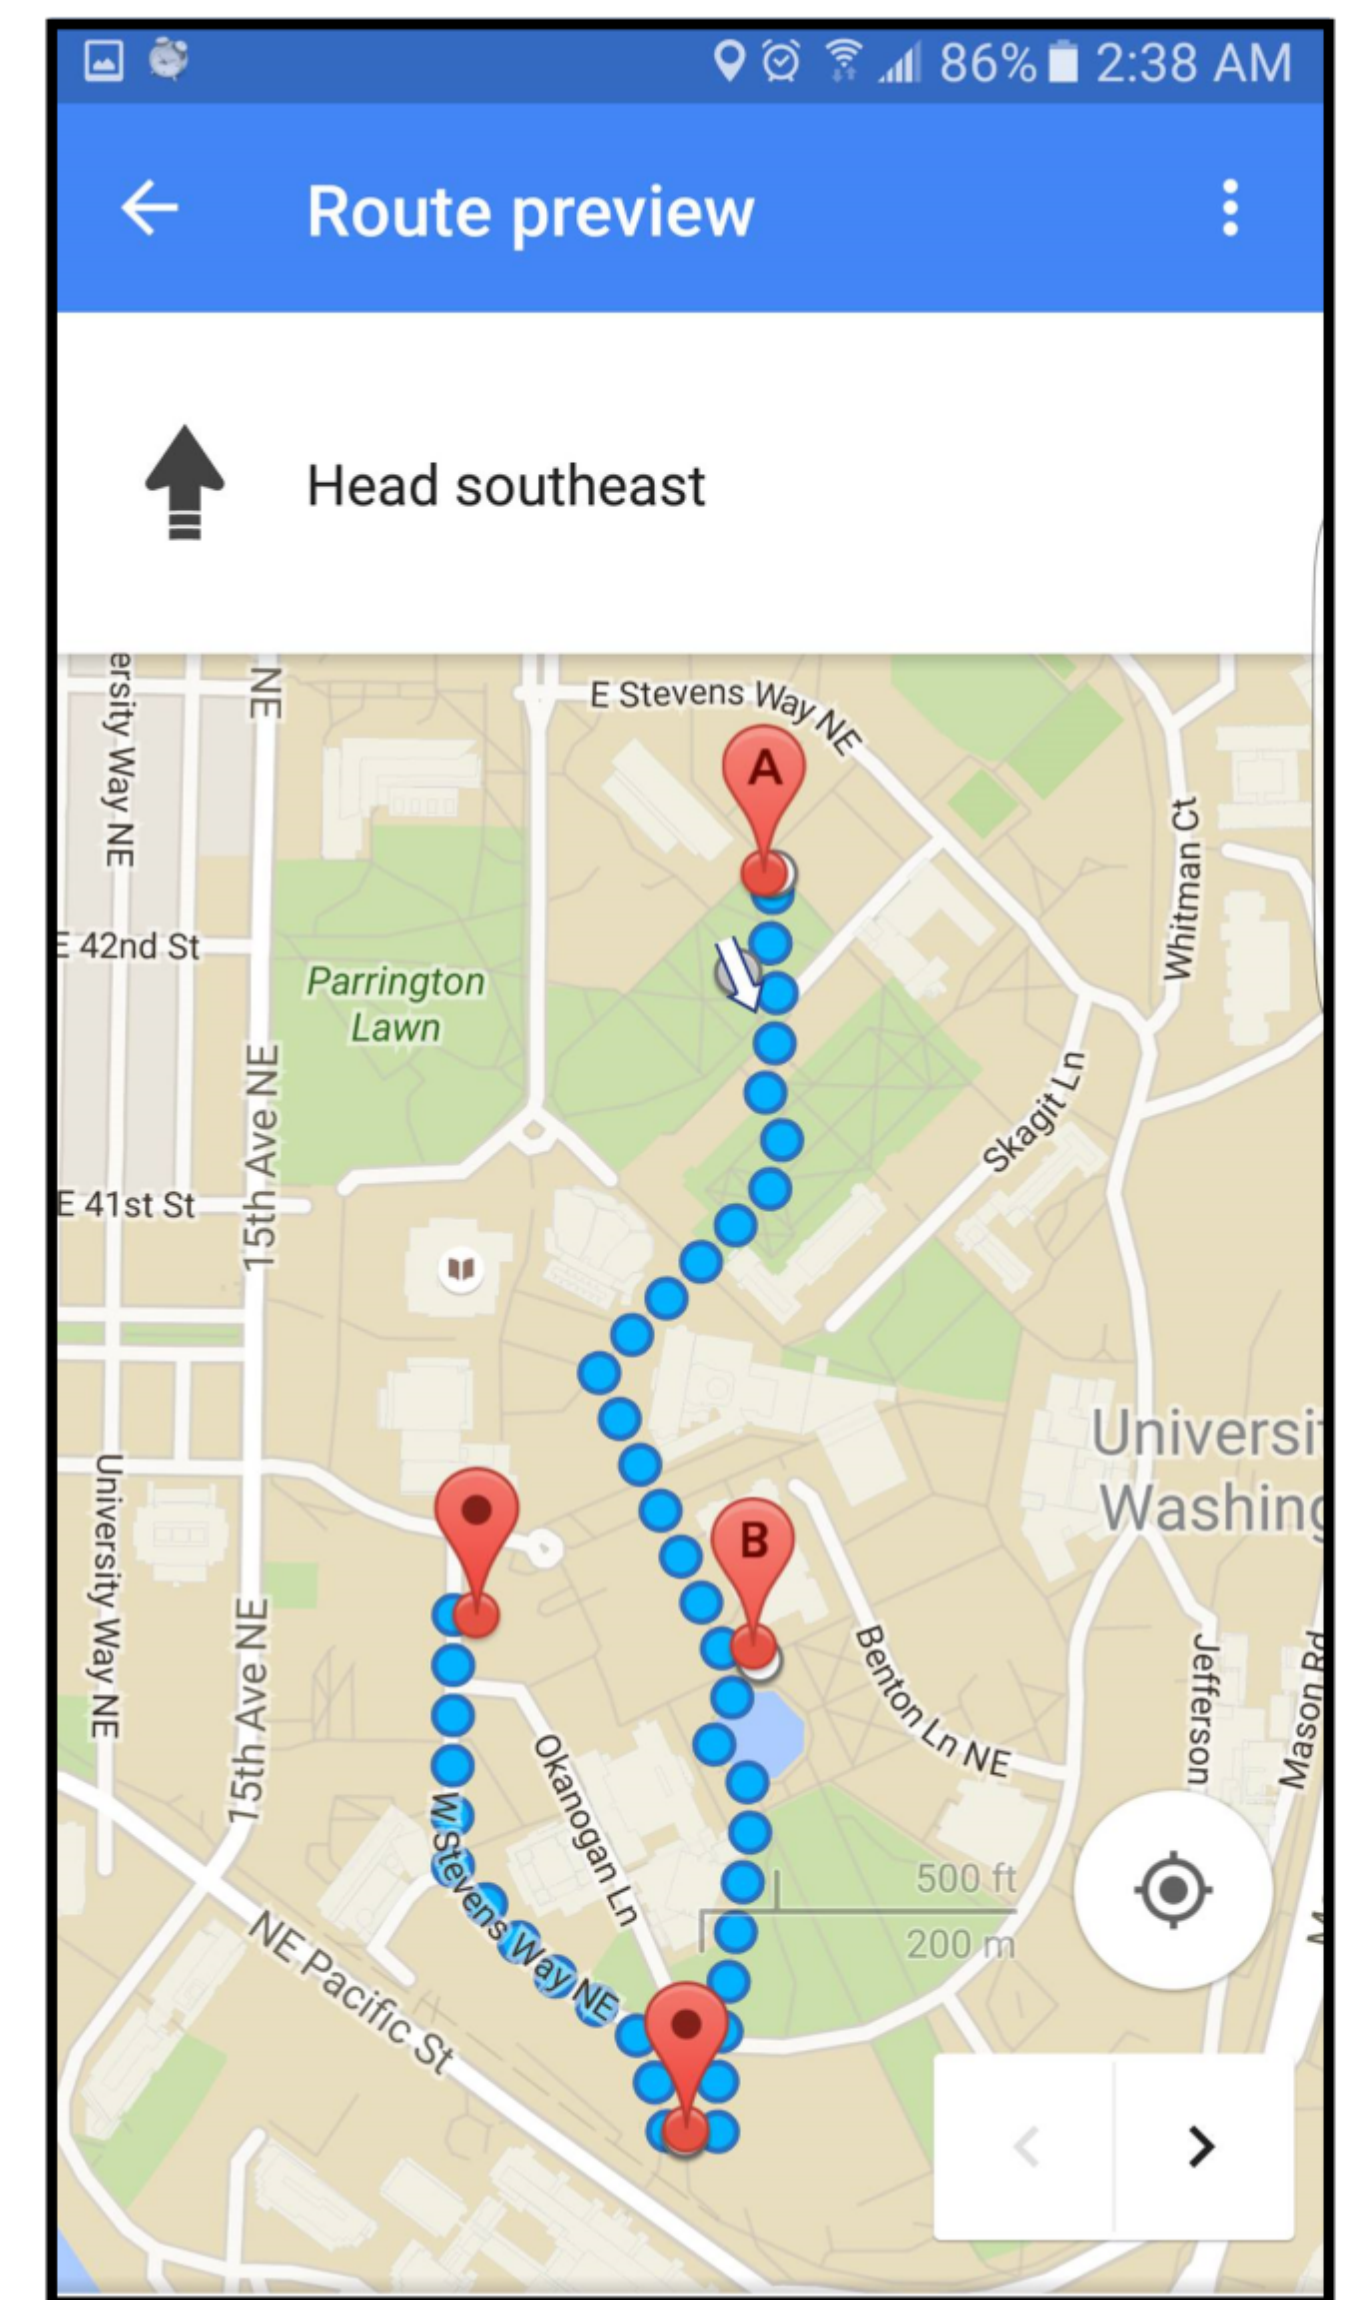 86% 2:38 AM
Route preview
Head southeast
ersity Way NE
NE
E Stevens Way NE
A
E 42nd St
Parrington
Lawn
Whitman Ct
15th Ave NE
Skagit Ln
E 41st St
Universi
Washing
University Way NE
B
15th Ave NE
Benton Ln NE
Jefferson
Mason Rd
Okanogan Ln
W Stevens Way NE
500 ft
200 m
NE Pacific St